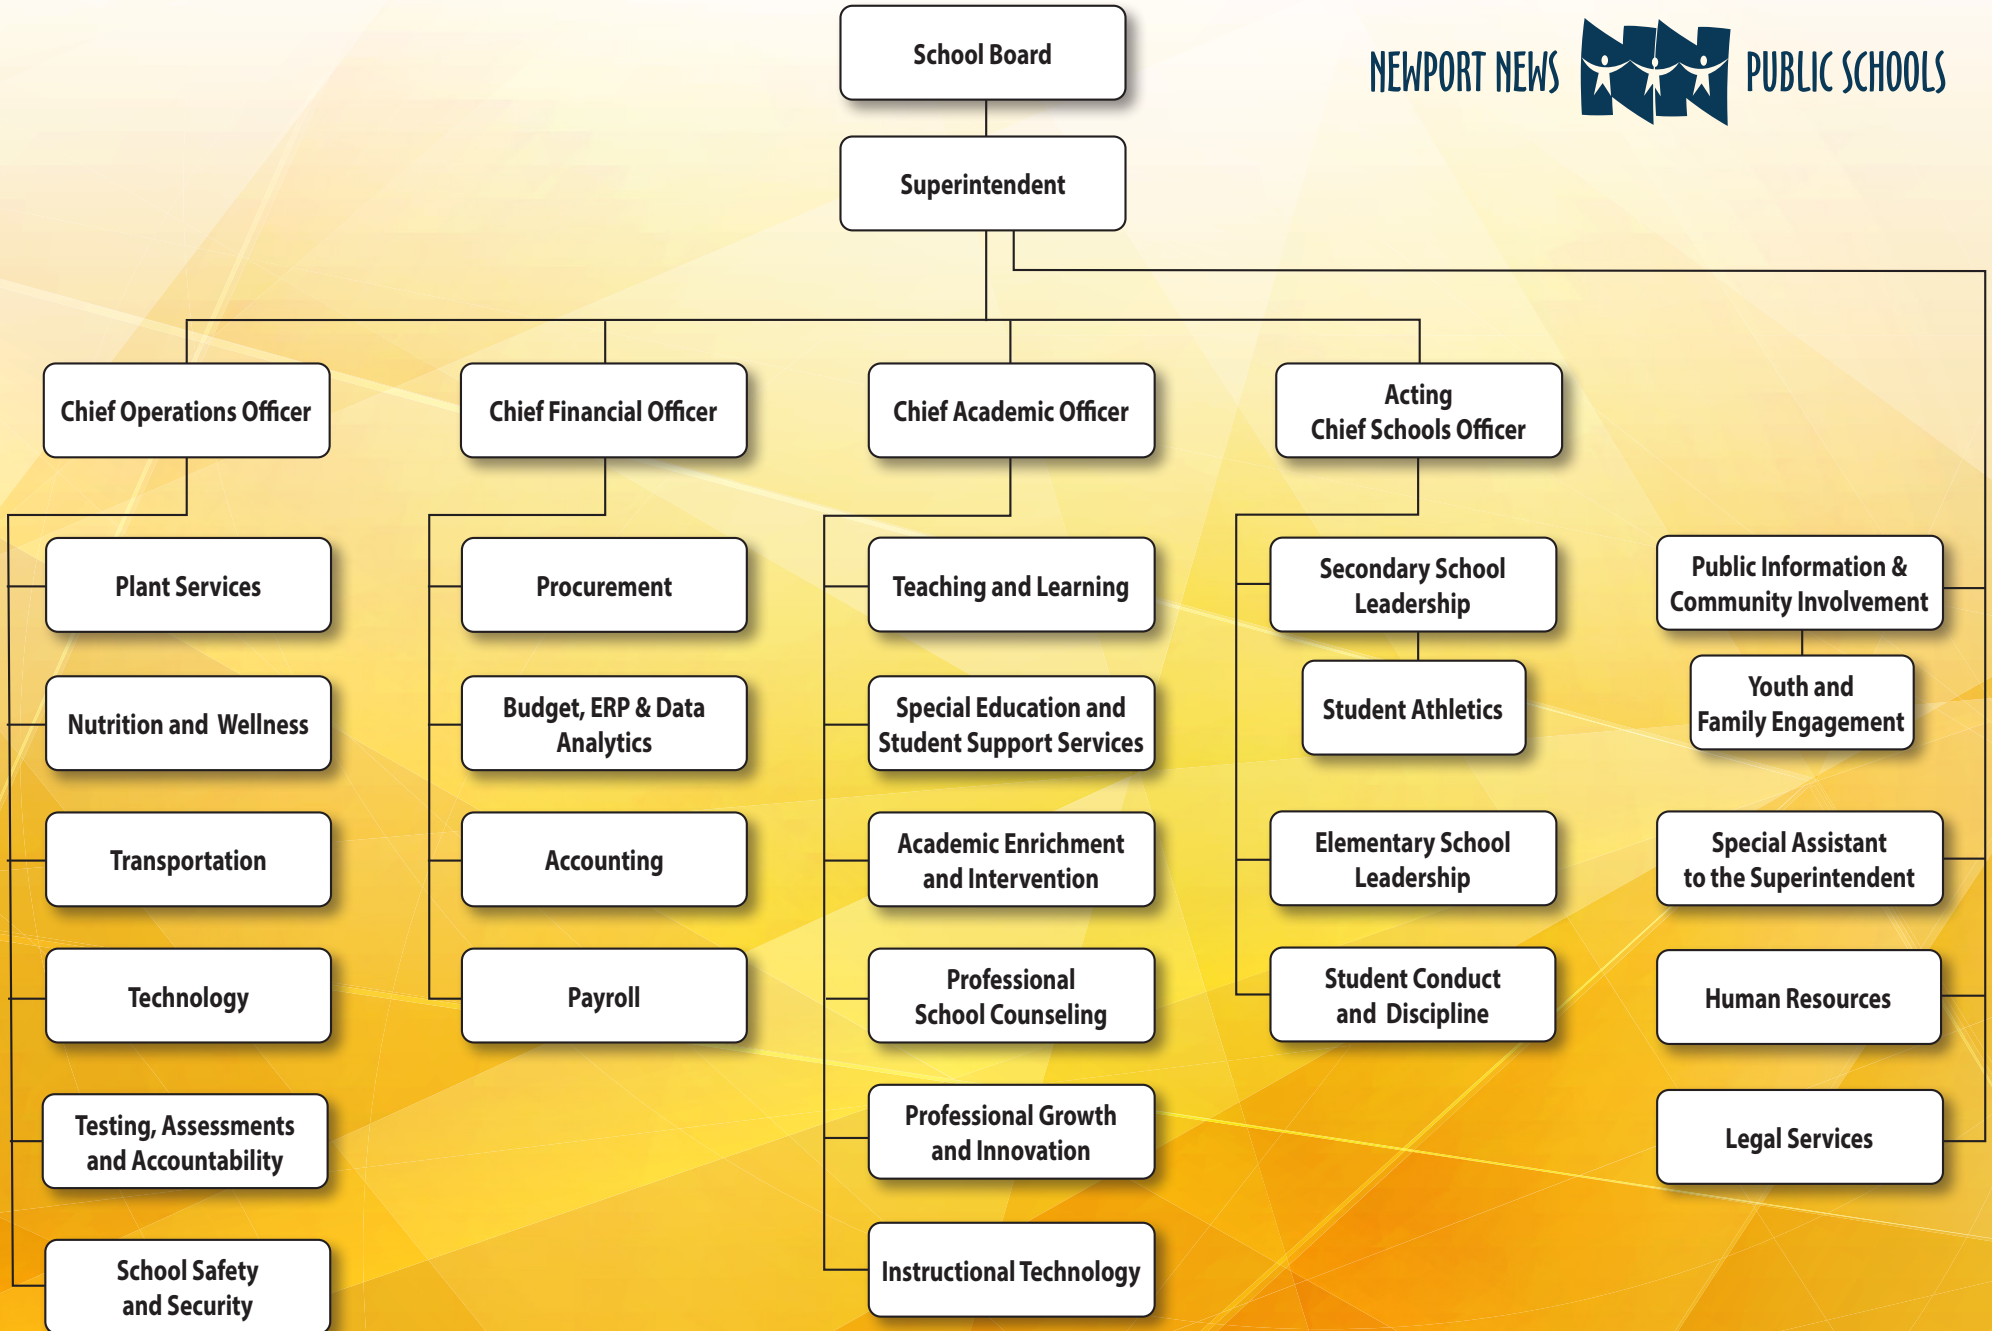 School Board
NEWPORT NEWS PUBLIC SCHOOLS
Superintendent
Chief Operations Officer
Chief Financial Officer
Chief Academic Officer
Acting
Chief Schools Officer
Plant Services
Nutrition and Wellness
Transportation
Technology
Testing, Assessments
and Accountability
School Safety
and Security
Procurement
Budget, ERP & Data
Analytics
Accounting
Payroll
Teaching and Learning
Special Education and
Student Support Services
Academic Enrichment
and Intervention
Professional
School Counseling
Professional Growth
and Innovation
Instructional Technology
Secondary School
Leadership
Student Athletics
Elementary School
Leadership
Student Conduct
and Discipline
Public Information &
Community Involvement
Youth and
Family Engagement
Special Assistant
to the Superintendent
Human Resources
Legal Services